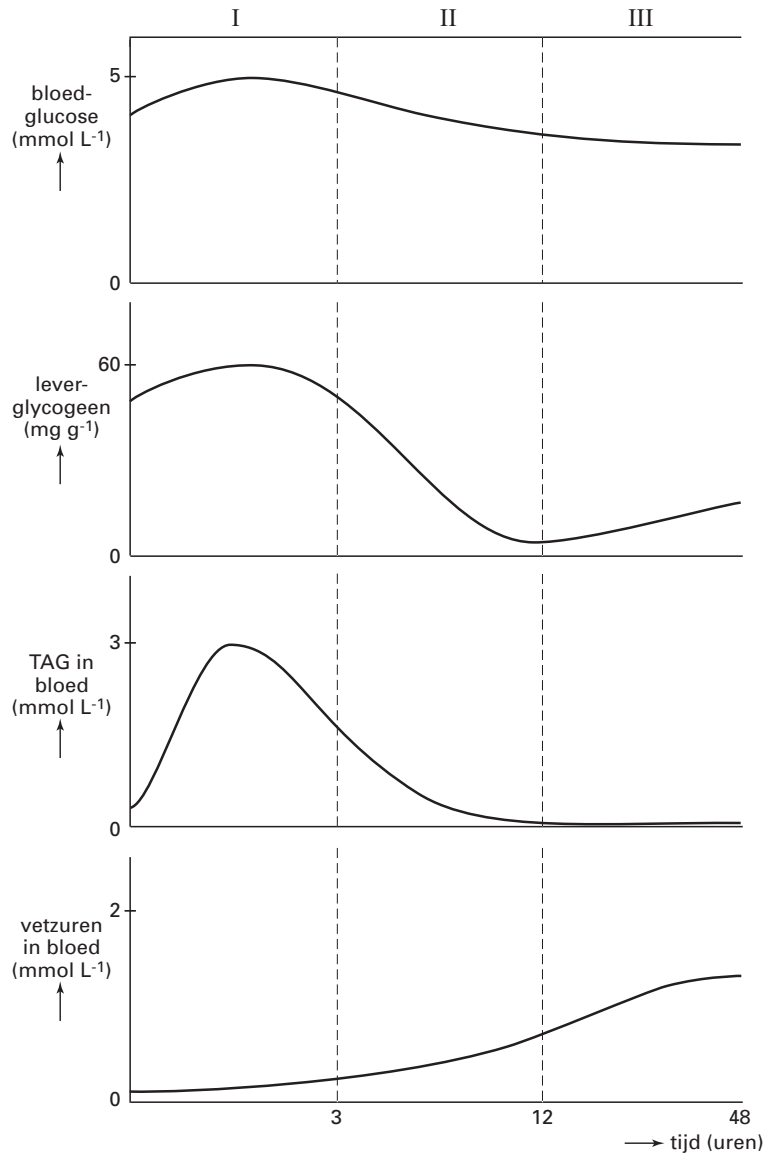 I II III
5
bloed-
glucose
(mmol L-1)
0
60
lever-
glycogeen
(mg g-1)
0
3
TAG in
bloed
(mmol L-1)
0
2
vetzuren
in bloed
(mmol L-1)
0
3 12 48
tijd (uren)